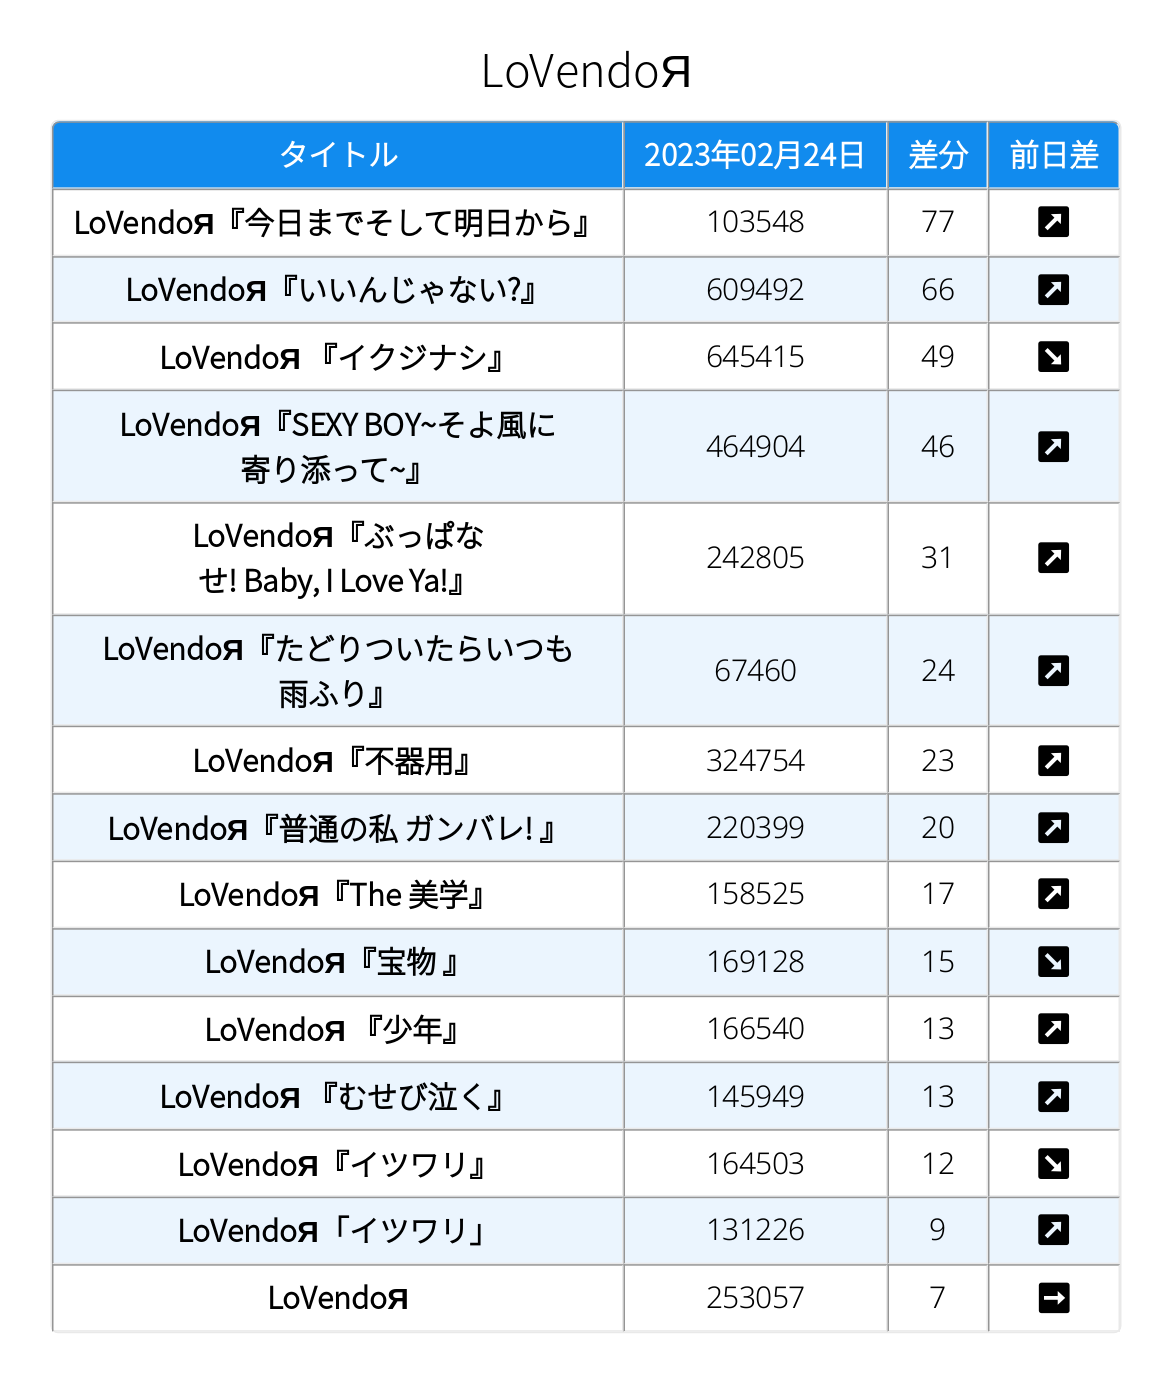 LoVendoЯ
タイトル 2023年02月24日 差分 前日差
LoVendoЯ『今日までそして明日から』 103548 77 ↗
LoVendoЯ『いいんじゃない?』 609492 66 ↗
LoVendoЯ 『イクジナシ』 645415 49 ↘
LoVendoЯ『SEXY BOY~そよ風に
寄り添って~』 464904 46 ↗
LoVendoЯ『ぶっぱな
せ! Baby, I Love Ya!』 242805 31 ↗
LoVendoЯ『たどりついたらいつも
雨ふり』 67460 24 ↗
LoVendoЯ『不器用』 324754 23 ↗
LoVendoЯ『普通の私 ガンバレ! 』 220399 20 ↗
LoVendoЯ『The 美学』 158525 17 ↗
LoVendoЯ『宝物 』 169128 15 ↘
LoVendoЯ 『少年』 166540 13 ↗
LoVendoЯ 『むせび泣く』 145949 13 ↗
LoVendoЯ『イツワリ』 164503 12 ↘
LoVendoЯ「イツワリ」 131226 9 ↗
LoVendoЯ 253057 7 →